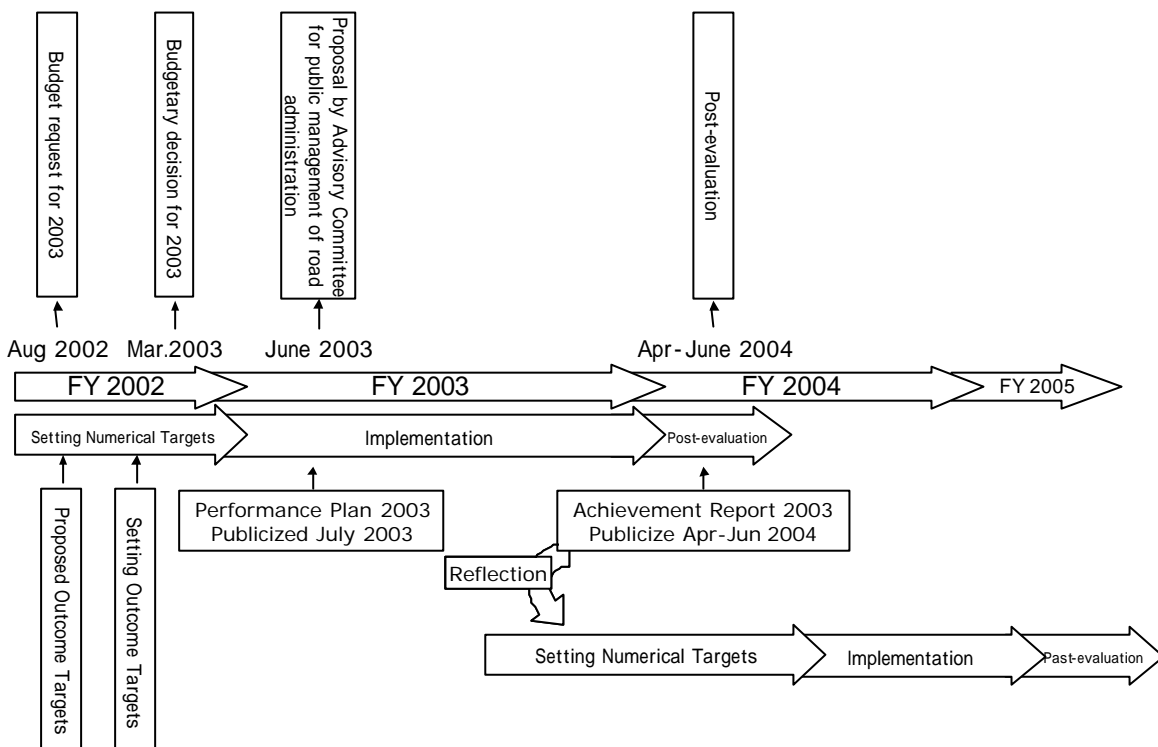 Budget request for 2003
Budgetary decision for 2003
Proposal by Advisory Committee
for public management of road
administration
Post-evaluation
Aug 2002
Mar.2003
June 2003
Apr-June 2004
FY 2002
FY 2003
FY 2004
FY 2005
Setting Numerical Targets
Implementation
Post-evaluation
Proposed Outcome Targets
Setting Outcome Targets
Performance Plan 2003
Publicized July 2003
Achievement Report 2003
Publicize Apr-Jun 2004
Reflection
Setting Numerical Targets
Implementation
Past-evaluation